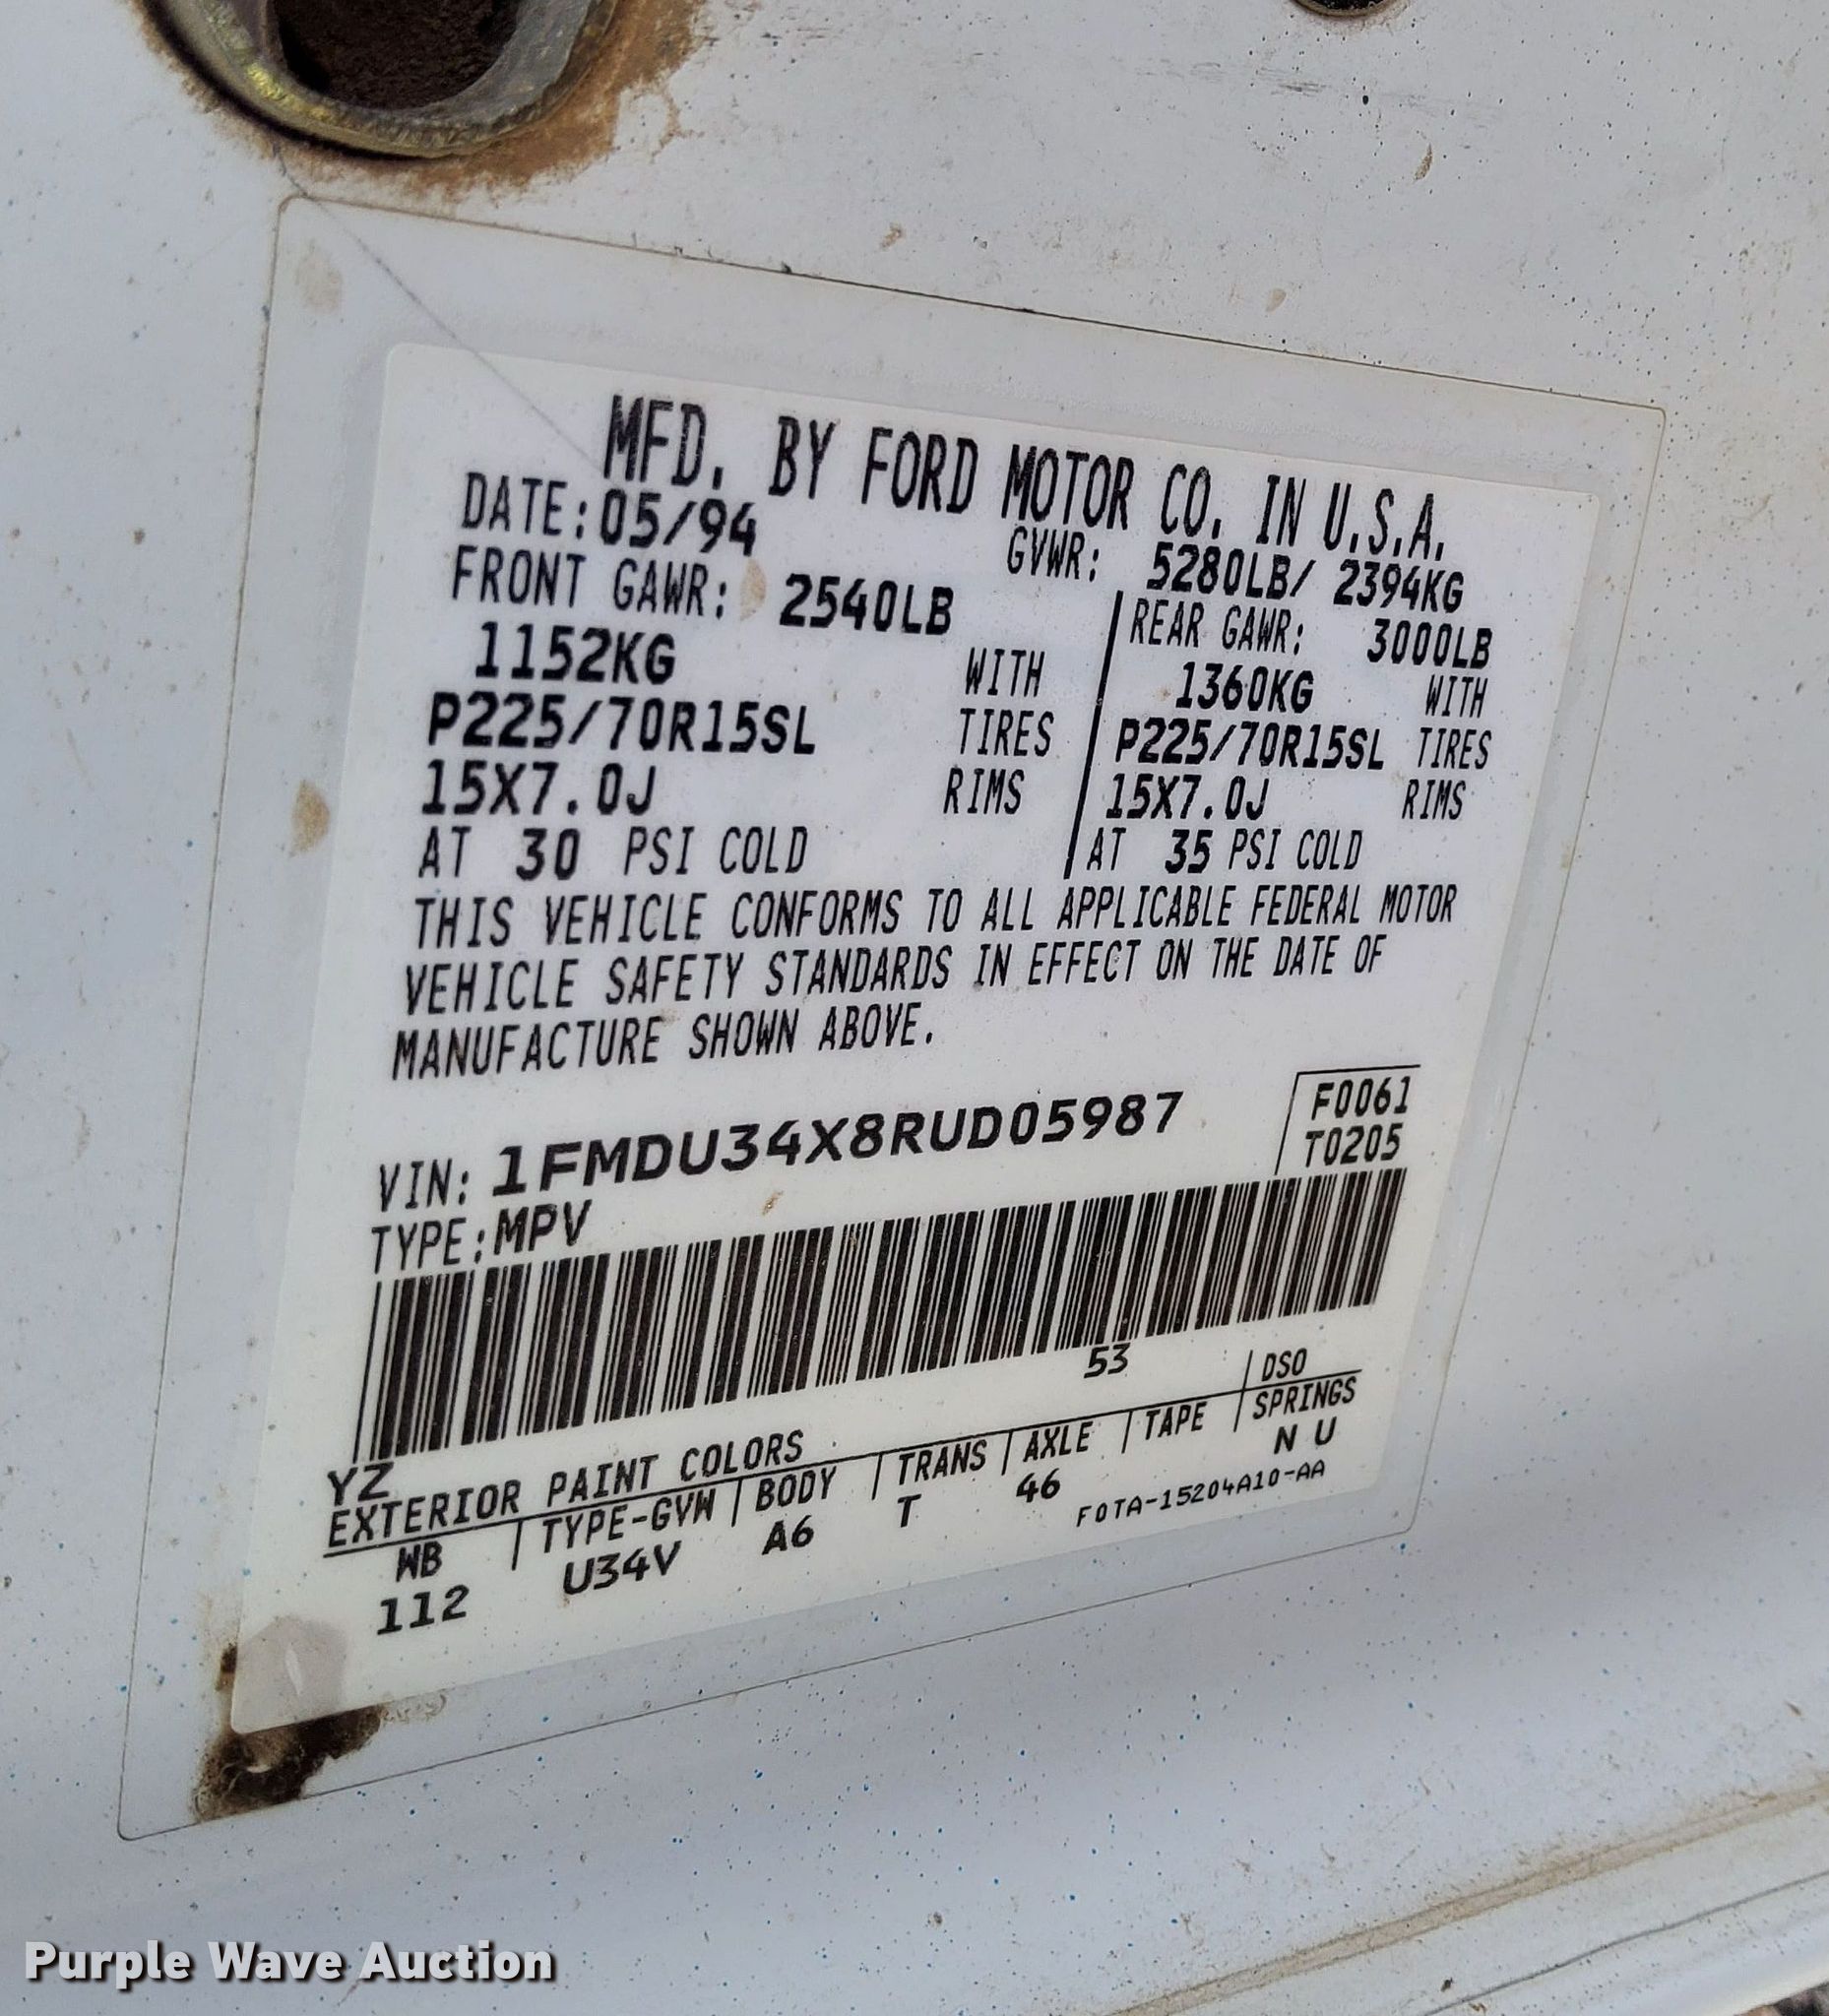 MFD. BY FORD MOTOR CO. IN U.S.A.
DATE: 05/94 GVWR: 5280LB/ 2394KG
FRONT GAWR: 2540LB REAR GAWR: 3000LB
1152KG WITH 1360KG WITH
P225/70R15SL TIRES P225/70R15SL TIRES
15X7.0J RIMS 15X7.0J RIMS
AT 30 PSI COLD AT 35 PSI COLD
THIS VEHICLE CONFORMS TO ALL APPLICABLE FEDERAL MOTOR
VEHICLE SAFETY STANDARDS IN EFFECT ON THE DATE OF
MANUFACTURE SHOWN ABOVE.
VIN: 1FMDU34X8RUD05987 F0061
TYPE: MPV T0205
53
YZ DSO
EXTERIOR PAINT COLORS
WB TYPE-GVW BODY TRANS AXLE TAPE SPRINGS
112 U34V A6 T 46 N U
F0TA-15204A10-AA
Purple Wave Auction